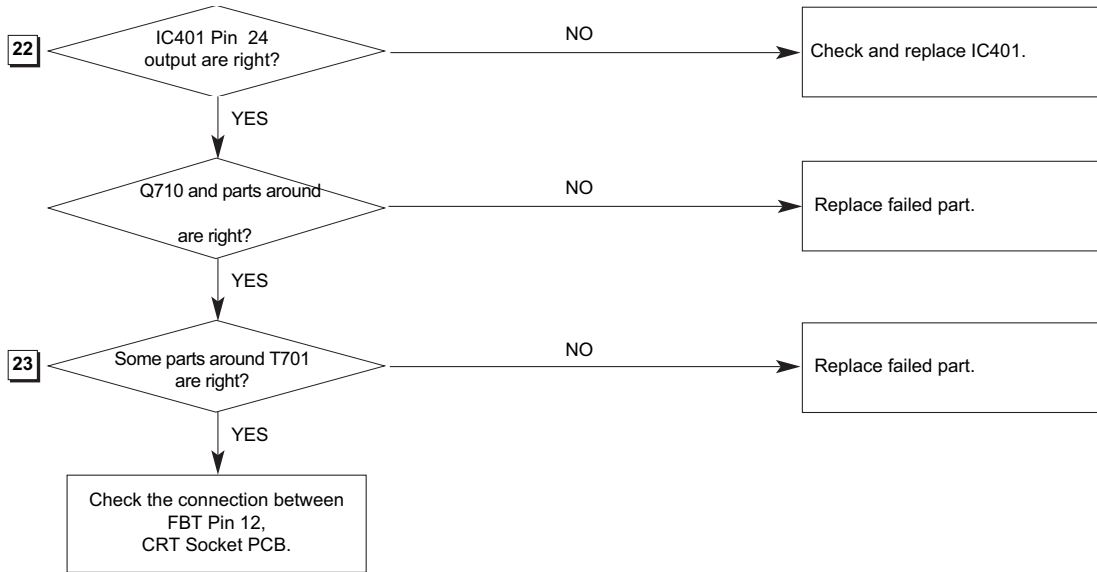 22
IC401 Pin 24
output are right?
NO
Check and replace IC401.
YES
Q710 and parts around
are right?
NO
Replace failed part.
YES
23
Some parts around T701
are right?
NO
Replace failed part.
YES
Check the connection between
FBT Pin 12,
CRT Socket PCB.